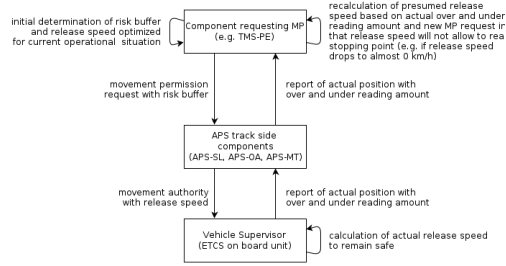 initial determination of risk buffer
and release speed optimized
for current operational situation
Component requesting MP
(e.g. TMS-PE)
recalculation of presumed release
speed based on actual over and under
reading amount and new MP request in
that release speed will not allow to rea
stopping point (e.g. if release speed
drops to almost 0 km/h)
movement permission
request with risk buffer
report of actual position with
over and under reading amount
APS track side
components
(APS-SL, APS-OA, APS-MT)
movement authority
with release speed
report of actual position with
over and under reading amount
Vehicle Supervisor
(ETCS on board unit)
calculation of actual release speed
to remain safe